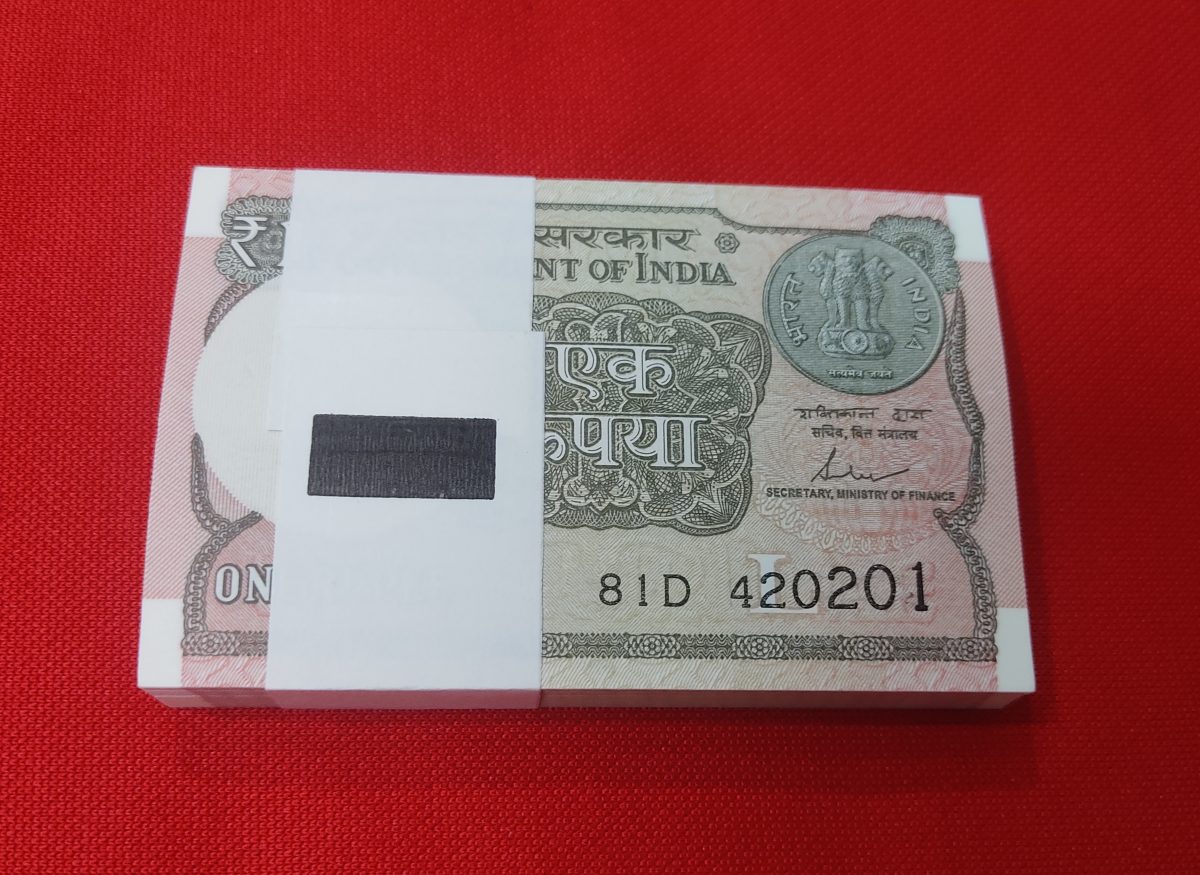 ₹
सरकार
NT OF INDIA
भारत INDIA
सत्यमेव जयते
एक
रुपया
शक्तिकान्त दास
सचिव, वित्त मंत्रालय
SECRETARY, MINISTRY OF FINANCE
L
ON
81D 420201